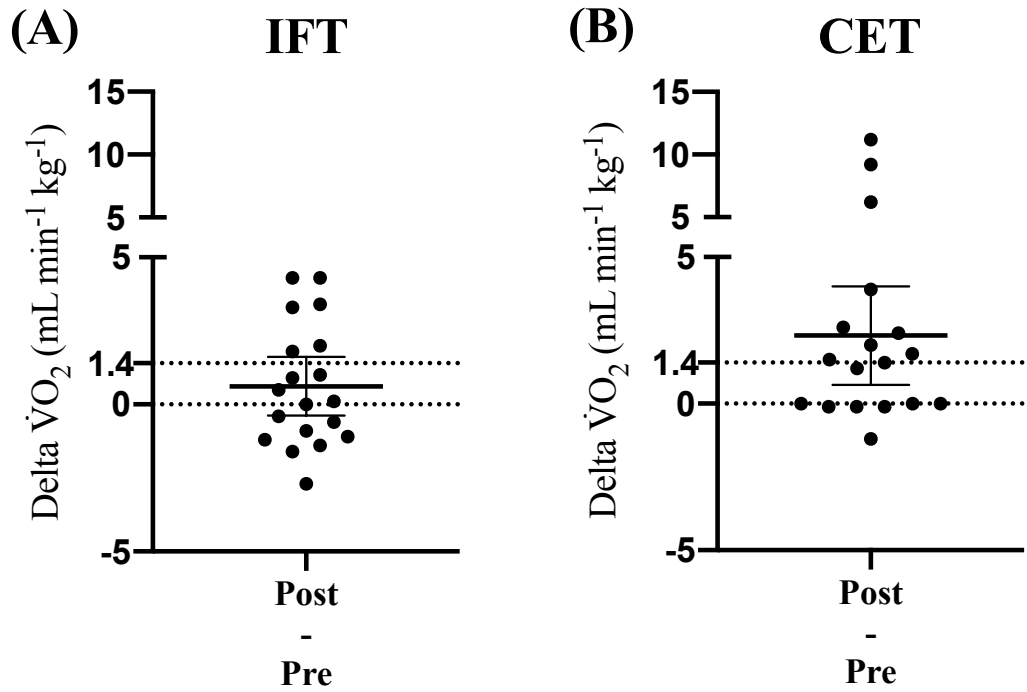 (A)
IFT
15
10
5
5
1.4
0
-5
Delta V̇O₂ (mL min⁻¹ kg⁻¹)
Post
-
Pre
(B)
CET
15
10
5
5
1.4
0
-5
Delta V̇O₂ (mL min⁻¹ kg⁻¹)
Post
-
Pre